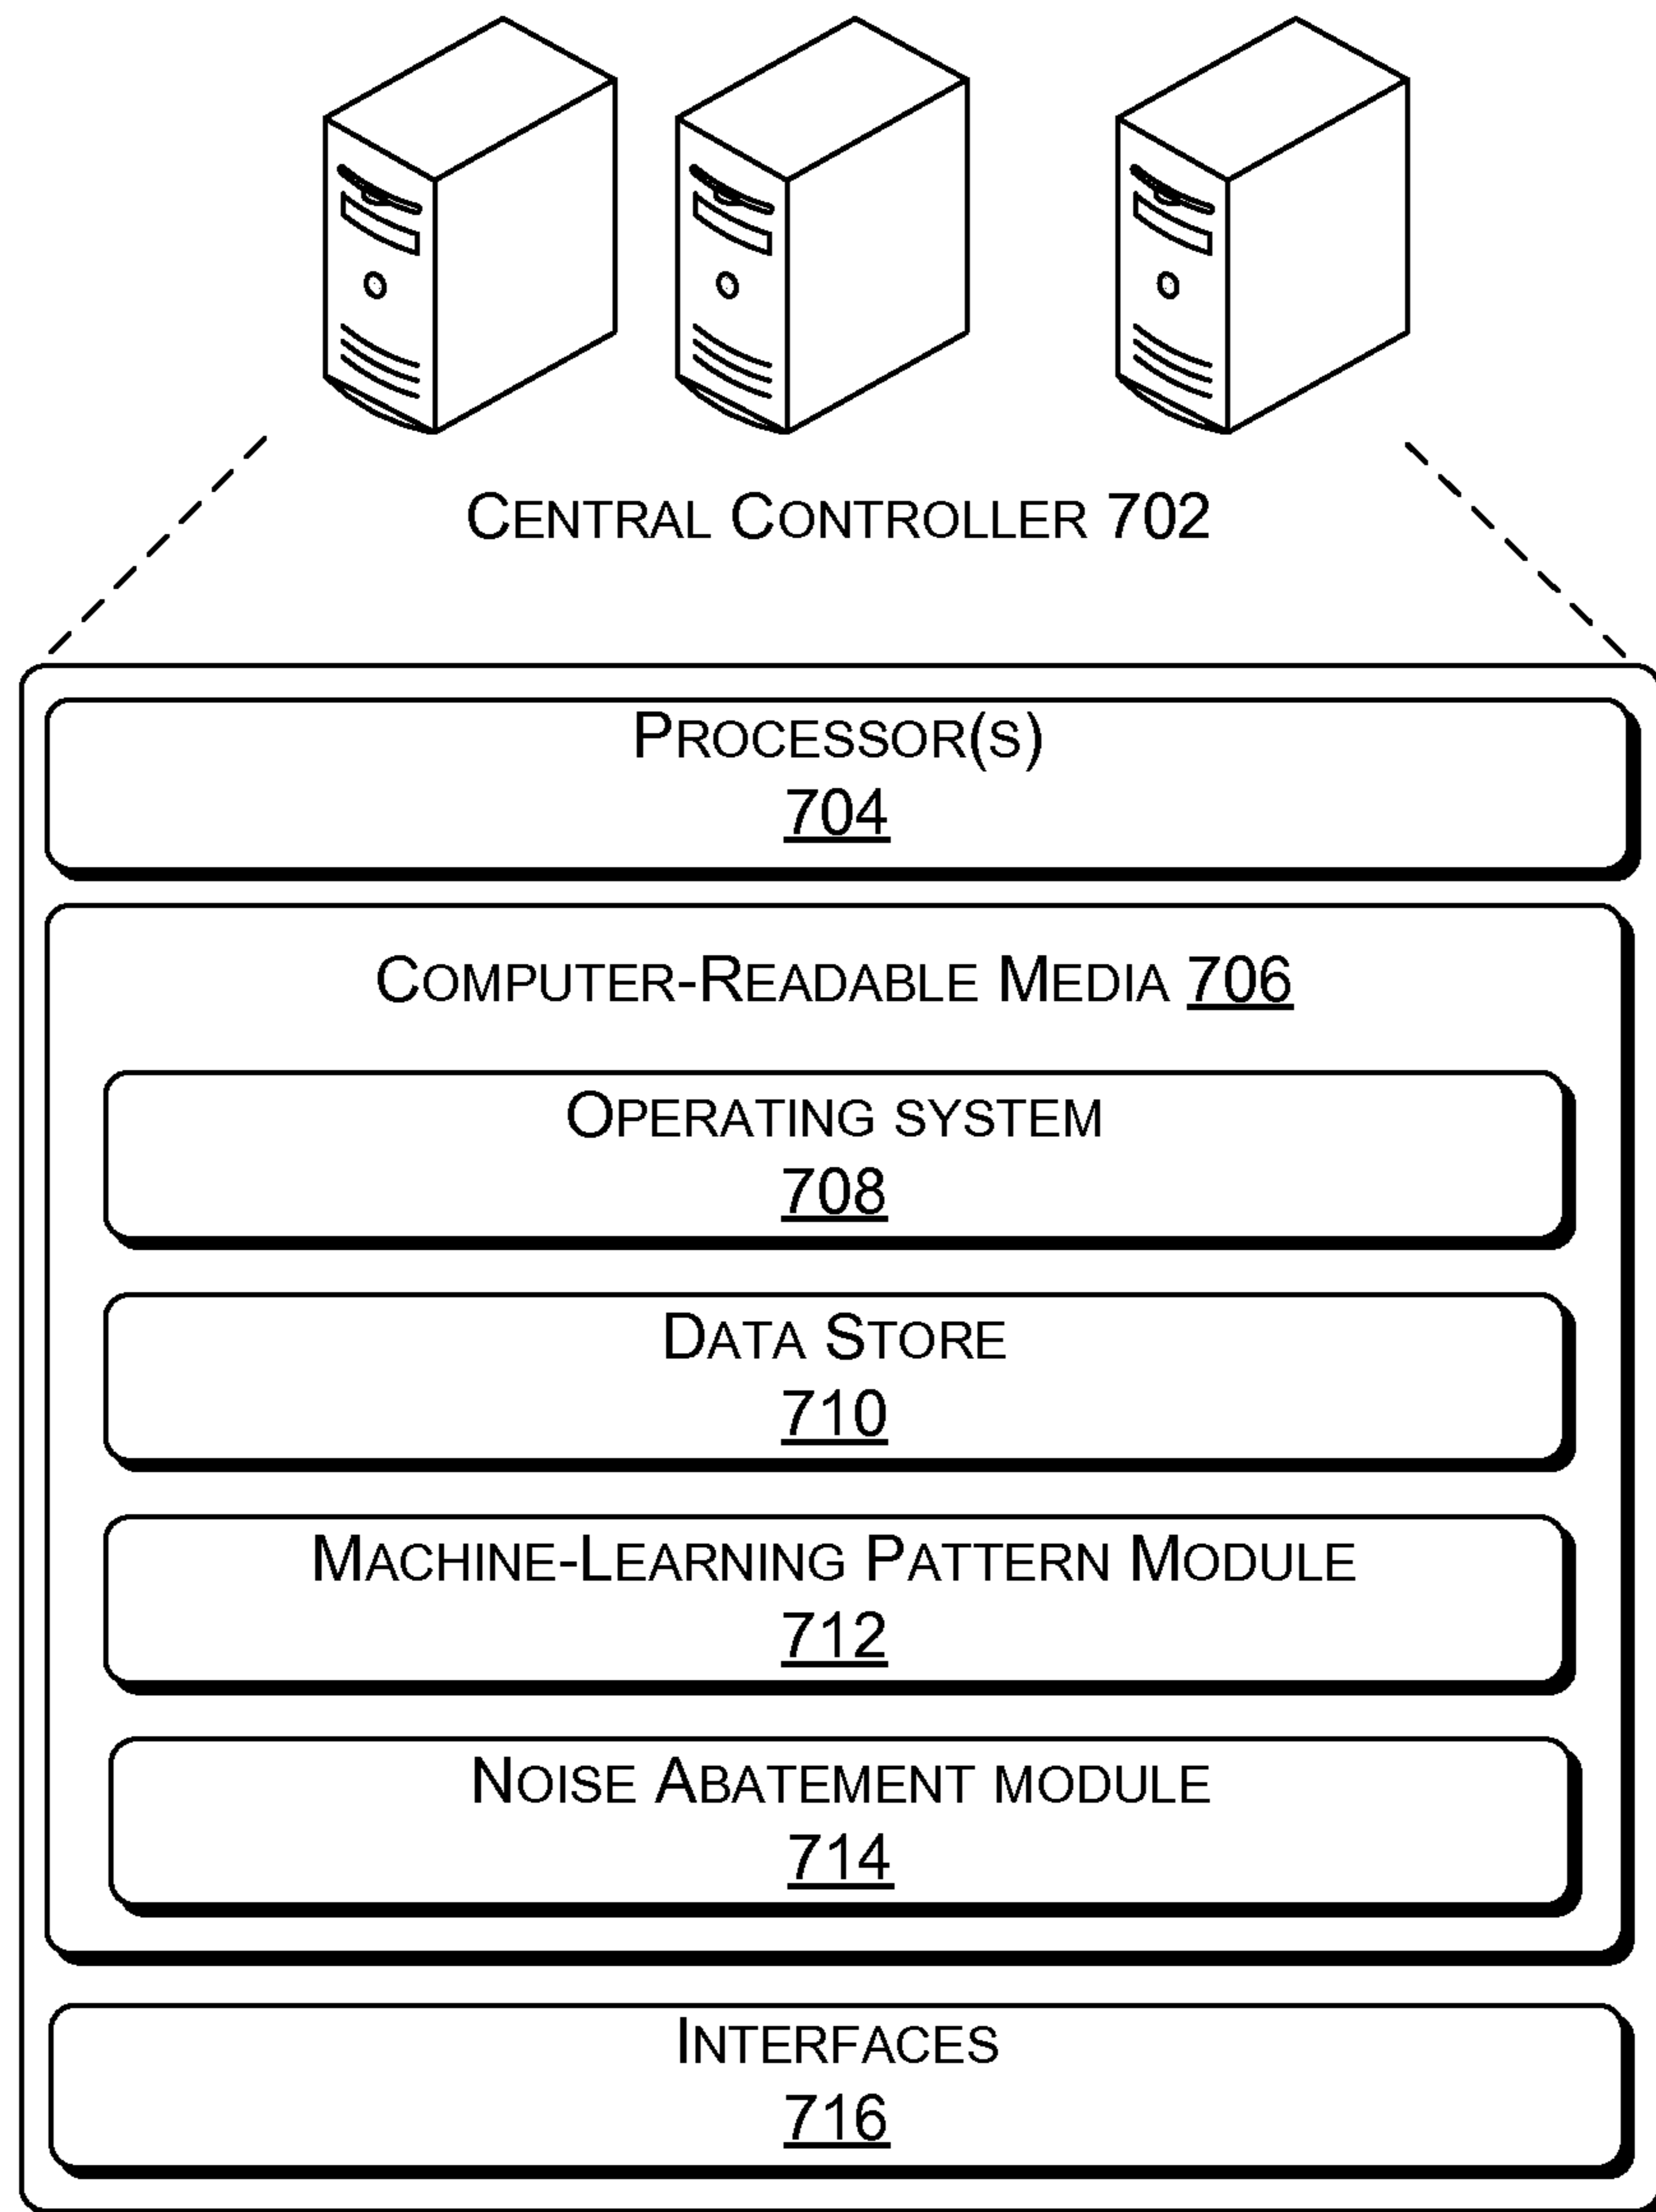 CENTRAL CONTROLLER 702
PROCESSOR(S)
704
COMPUTER-READABLE MEDIA 706
OPERATING SYSTEM
708
DATA STORE
710
MACHINE-LEARNING PATTERN MODULE
712
NOISE ABATEMENT MODULE
714
INTERFACES
716